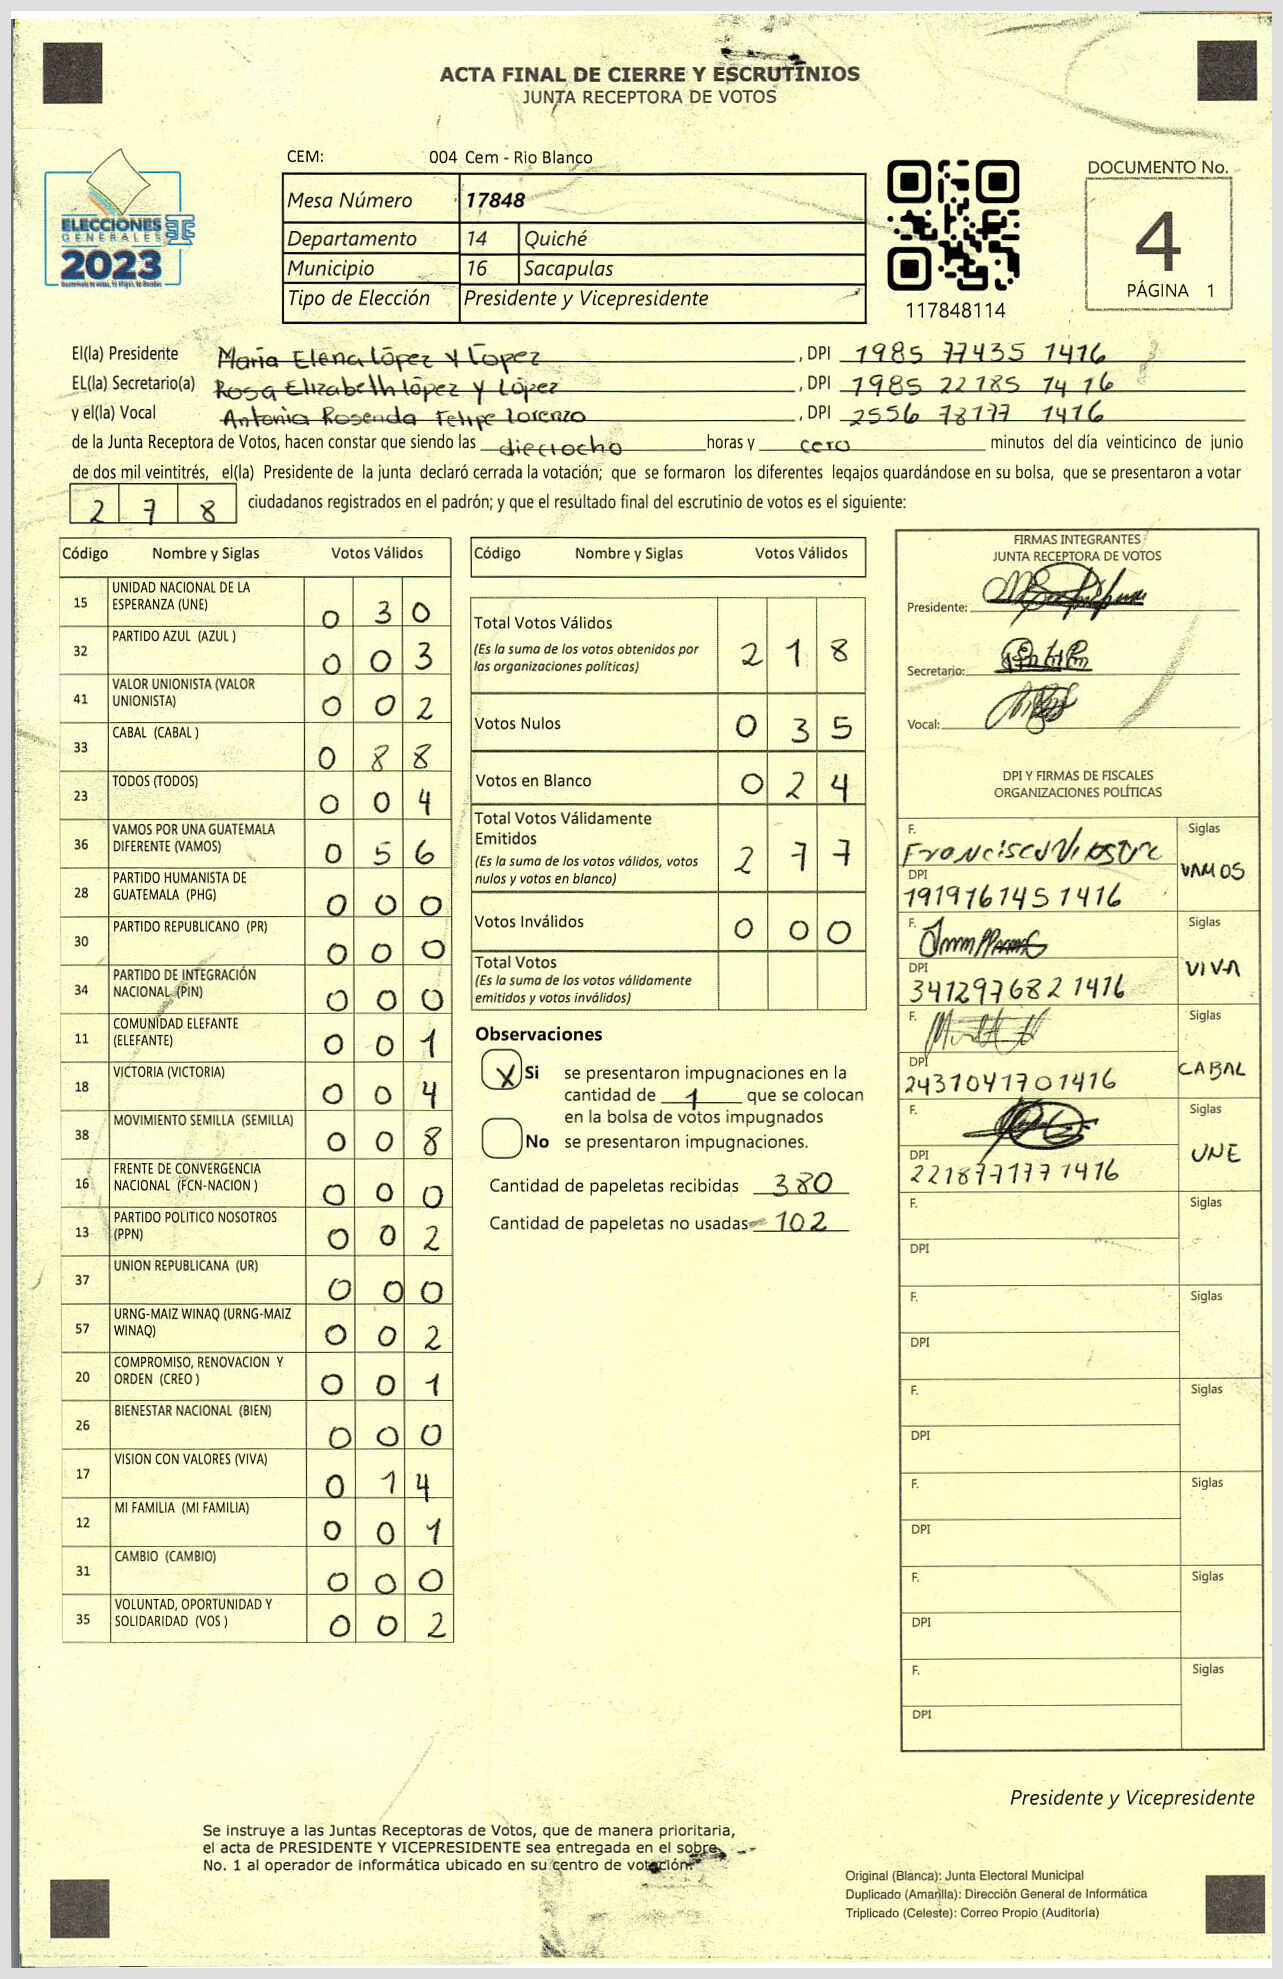 ACTA FINAL DE CIERRE Y ESCRUTINIOS
JUNTA RECEPTORA DE VOTOS
CEM: 004 Cem - Rio Blanco
ELECCIONES
GENERALES
2023
Mesa Número 17848
Departamento 14 Quiché
Municipio 16 Sacapulas
Tipo de Elección Presidente y Vicepresidente
117848114
DOCUMENTO No.
4
PÁGINA 1
El(la) Presidente María Elena López y López, DPI 1985 77435 1416
EL(la) Secretario(a) Rosa Elizabeth lópez y López, DPI 1985 22185 1416
y el(la) Vocal Antonia Rosenda Felipe Lorenzo, DPI 2556 78177 1416
de la Junta Receptora de Votos, hacen constar que siendo las dieciocho horas y cero minutos del día veinticinco de junio
de dos mil veintitrés, el(la) Presidente de la junta declaró cerrada la votación; que se formaron los diferentes legajos guardándose en su bolsa, que se presentaron a votar
2 7 8 ciudadanos registrados en el padrón; y que el resultado final del escrutinio de votos es el siguiente:
Código Nombre y Siglas Votos Válidos
15 UNIDAD NACIONAL DE LA
ESPERANZA (UNE) 0 3 0
32 PARTIDO AZUL (AZUL ) 0 0 3
41 VALOR UNIONISTA (VALOR
UNIONISTA) 0 0 2
33 CABAL (CABAL ) 0 8 8
23 TODOS (TODOS) 0 0 4
36 VAMOS POR UNA GUATEMALA
DIFERENTE (VAMOS) 0 5 6
28 PARTIDO HUMANISTA DE
GUATEMALA (PHG) 0 0 0
30 PARTIDO REPUBLICANO (PR) 0 0 0
34 PARTIDO DE INTEGRACIÓN
NACIONAL (PIN) 0 0 0
11 COMUNIDAD ELEFANTE
(ELEFANTE) 0 0 1
18 VICTORIA (VICTORIA) 0 0 4
38 MOVIMIENTO SEMILLA (SEMILLA) 0 0 8
16 FRENTE DE CONVERGENCIA
NACIONAL (FCN-NACION ) 0 0 0
13 PARTIDO POLITICO NOSOTROS
(PPN) 0 0 2
37 UNION REPUBLICANA (UR) 0 0 0
57 URNG-MAIZ WINAQ (URNG-MAIZ
WINAQ) 0 0 2
20 COMPROMISO, RENOVACION Y
ORDEN (CREO ) 0 0 1
26 BIENESTAR NACIONAL (BIEN) 0 0 0
17 VISION CON VALORES (VIVA) 0 1 4
12 MI FAMILIA (MI FAMILIA) 0 0 1
31 CAMBIO (CAMBIO) 0 0 0
35 VOLUNTAD, OPORTUNIDAD Y
SOLIDARIDAD (VOS ) 0 0 2
Código Nombre y Siglas Votos Válidos
Total Votos Válidos
(Es la suma de los votos obtenidos por
las organizaciones políticas) 2 1 8
Votos Nulos 0 3 5
Votos en Blanco 0 2 4
Total Votos Válidamente
Emitidos
(Es la suma de los votos válidos, votos
nulos y votos en blanco) 2 7 7
Votos Inválidos 0 0 0
Total Votos
(Es la suma de los votos válidamente
emitidos y votos inválidos)
Observaciones
X Si se presentaron impugnaciones en la
cantidad de 1 que se colocan
en la bolsa de votos impugnados
No se presentaron impugnaciones.
Cantidad de papeletas recibidas 380
Cantidad de papeletas no usadas 102
FIRMAS INTEGRANTES
JUNTA RECEPTORA DE VOTOS
Presidente:
Secretario:
Vocal:
DPI Y FIRMAS DE FISCALES
ORGANIZACIONES POLÍTICAS
F. Francisco Siglas
VAMOS
DPI
1919761451416
F. Siglas
VIVA
DPI
3412976821416
F. Siglas
CABAL
DPI
2431041701416
F. Siglas
UNE
DPI
2218771771416
F. Siglas
DPI
F. Siglas
DPI
F. Siglas
DPI
F. Siglas
DPI
F. Siglas
DPI
F. Siglas
DPI
Presidente y Vicepresidente
Se instruye a las Juntas Receptoras de Votos, que de manera prioritaria,
el acta de PRESIDENTE Y VICEPRESIDENTE sea entregada en el sobre
No. 1 al operador de informática ubicado en su centro de votación.
Original (Blanca): Junta Electoral Municipal
Duplicado (Amarilla): Dirección General de Informática
Triplicado (Celeste): Correo Propio (Auditoría)